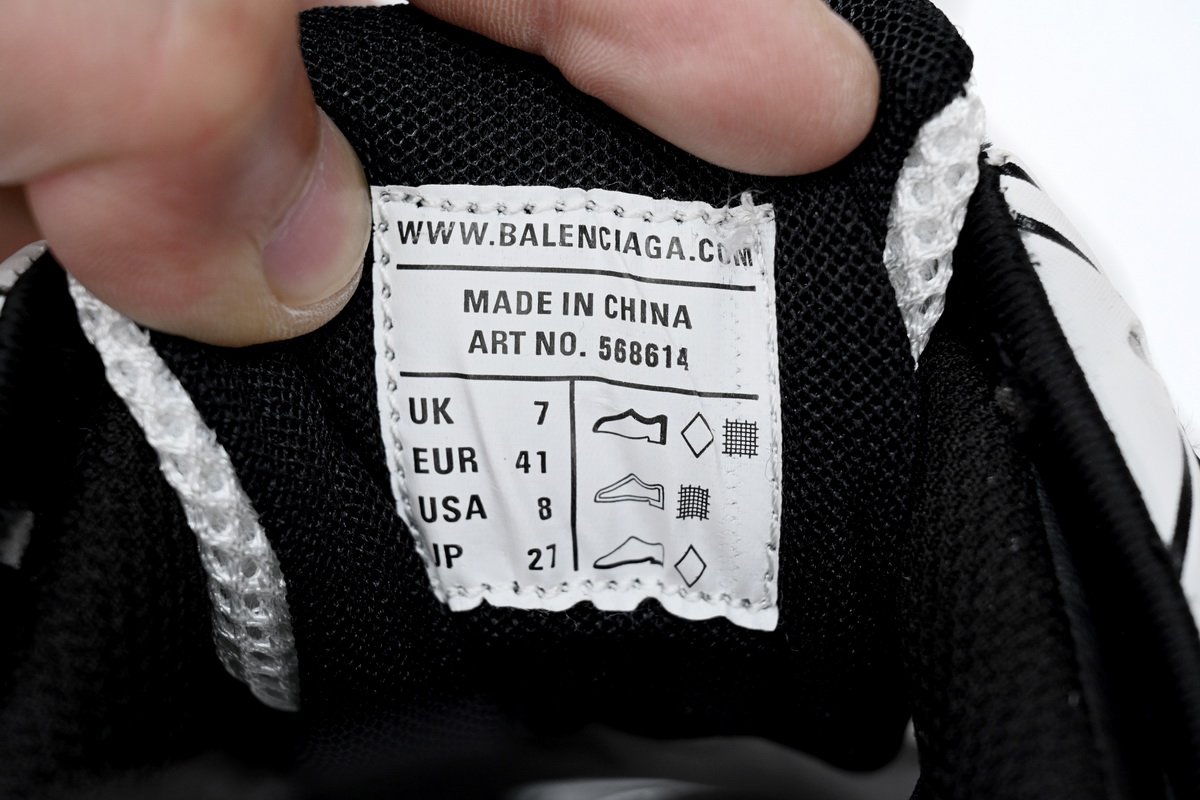 WWW.BALENCIAGA.COM
MADE IN CHINA
ART NO. 568614
UK 7
EUR 41
USA 8
JP 27